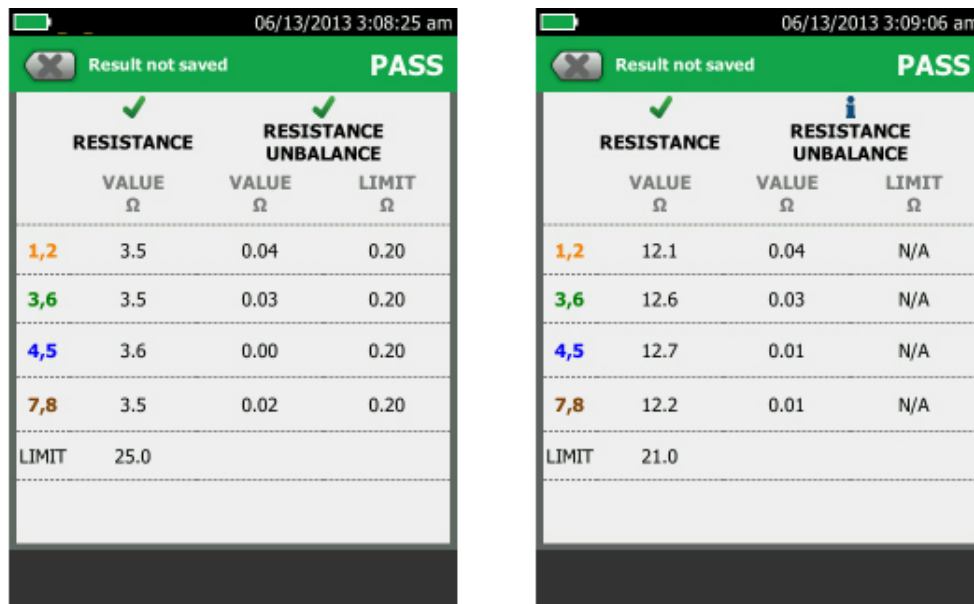 06/13/2013 3:08:25 am
Result not saved PASS
RESISTANCE RESISTANCE UNBALANCE
VALUE VALUE LIMIT
Ω Ω Ω
1,2 3.5 0.04 0.20
3,6 3.5 0.03 0.20
4,5 3.6 0.00 0.20
7,8 3.5 0.02 0.20
LIMIT 25.0
06/13/2013 3:09:06 am
Result not saved PASS
RESISTANCE RESISTANCE UNBALANCE
VALUE VALUE LIMIT
Ω Ω Ω
1,2 12.1 0.04 N/A
3,6 12.6 0.03 N/A
4,5 12.7 0.01 N/A
7,8 12.2 0.01 N/A
LIMIT 21.0